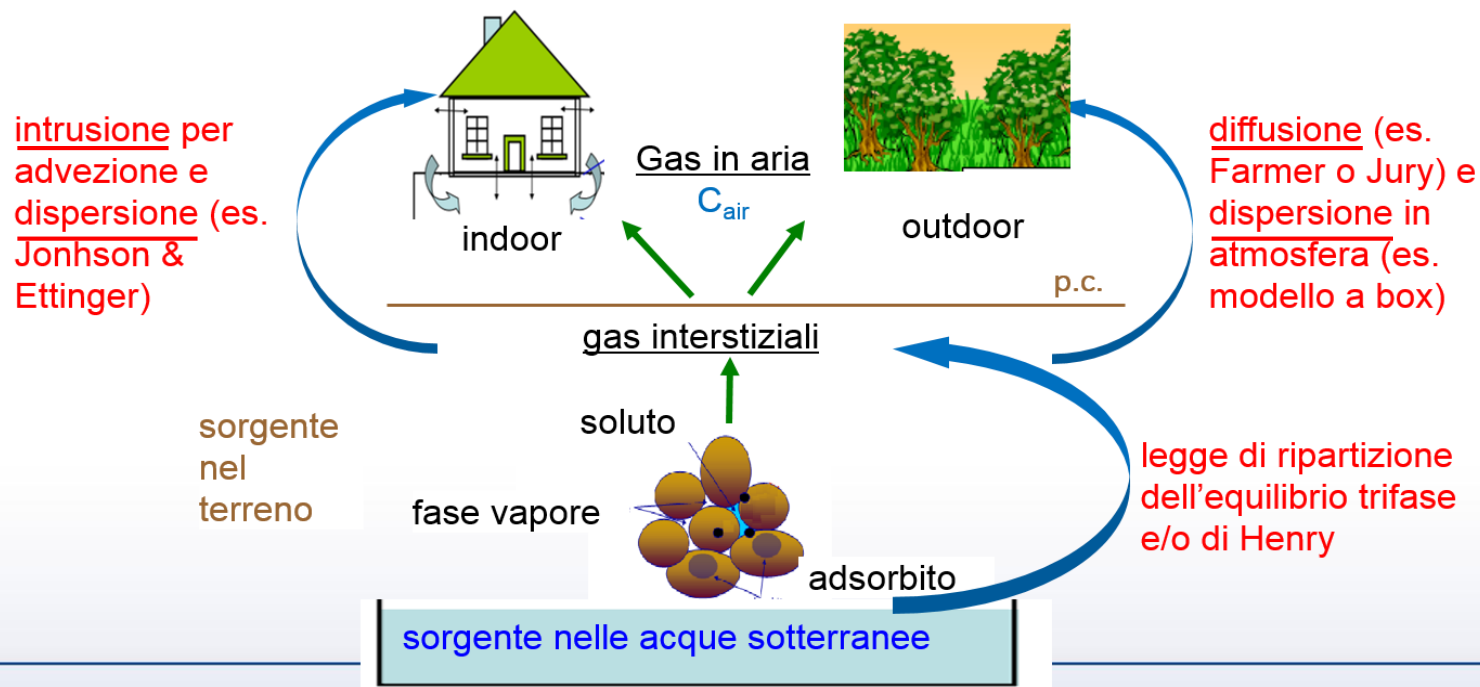 intrusione per
advezione e
dispersione (es.
Jonhson &
Ettinger)
indoor
Gas in aria
Cair
outdoor
diffusione (es.
Farmer o Jury) e
dispersione in
atmosfera (es.
modello a box)
p.c.
gas interstiziali
sorgente
nel
terreno
soluto
fase vapore
adsorbito
legge di ripartizione
dell’equilibrio trifase
e/o di Henry
sorgente nelle acque sotterranee